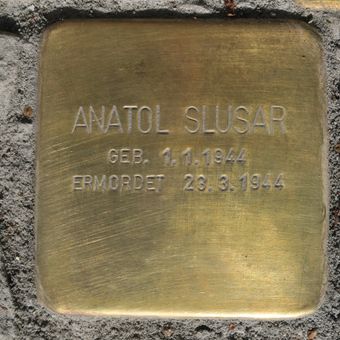 ANATOL SLUSAR
GEB. 1.1.1944
ERMORDET 23.3.1944